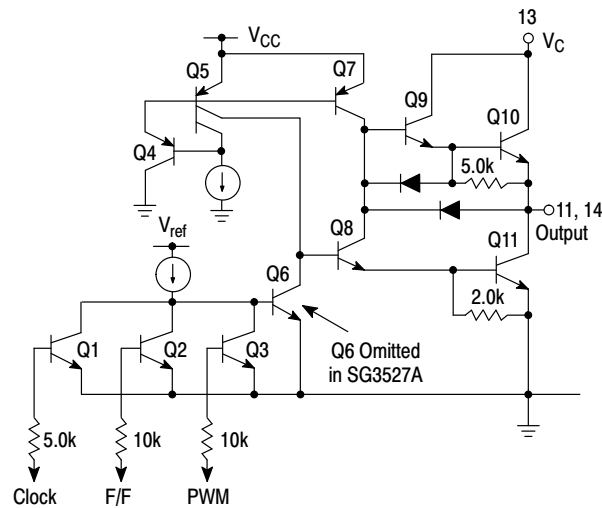 13
VCC
VC
Q5
Q7
Q9
Q10
Q4
5.0k
11, 14
Output
Vref
Q8
Q11
Q6
2.0k
Q1
Q2
Q3
Q6 Omitted
in SG3527A
5.0k
10k
10k
Clock
F/F
PWM